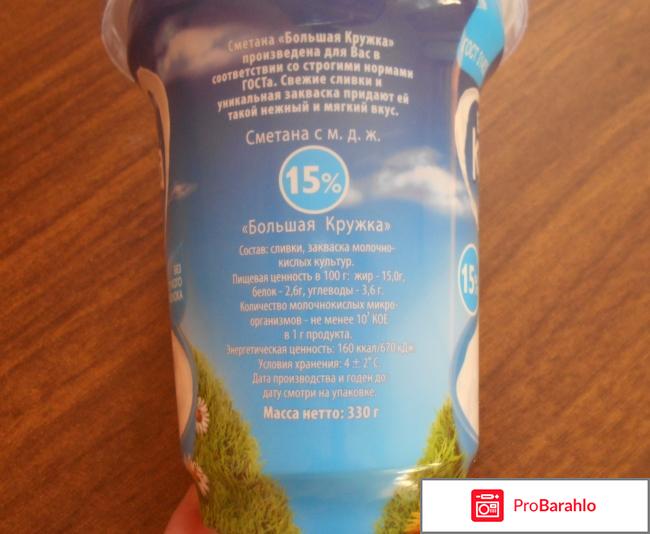 Сметана «Большая Кружка»
произведена для Вас в
соответствии со строгими нормами
ГОСТа. Свежие сливки и
уникальная закваска придают ей
такой нежный и мягкий вкус.
Сметана с м. д. ж.
15%
«Большая Кружка»
Состав: сливки, закваска молочно-
кислых культур.
Пищевая ценность в 100 г: жир - 15,0г,
белок - 2,6г, углеводы - 3,6 г.
Количество молочнокислых микро-
организмов - не менее 10⁷ КОЕ
в 1 г продукта.
Энергетическая ценность: 160 ккал/670 кДж
Условия хранения: 4 ± 2°С.
Дата производства и годен до
дату смотри на упаковке.
Масса нетто: 330 г
ГОСТ
15%
БЕЗ
ProBarahlo